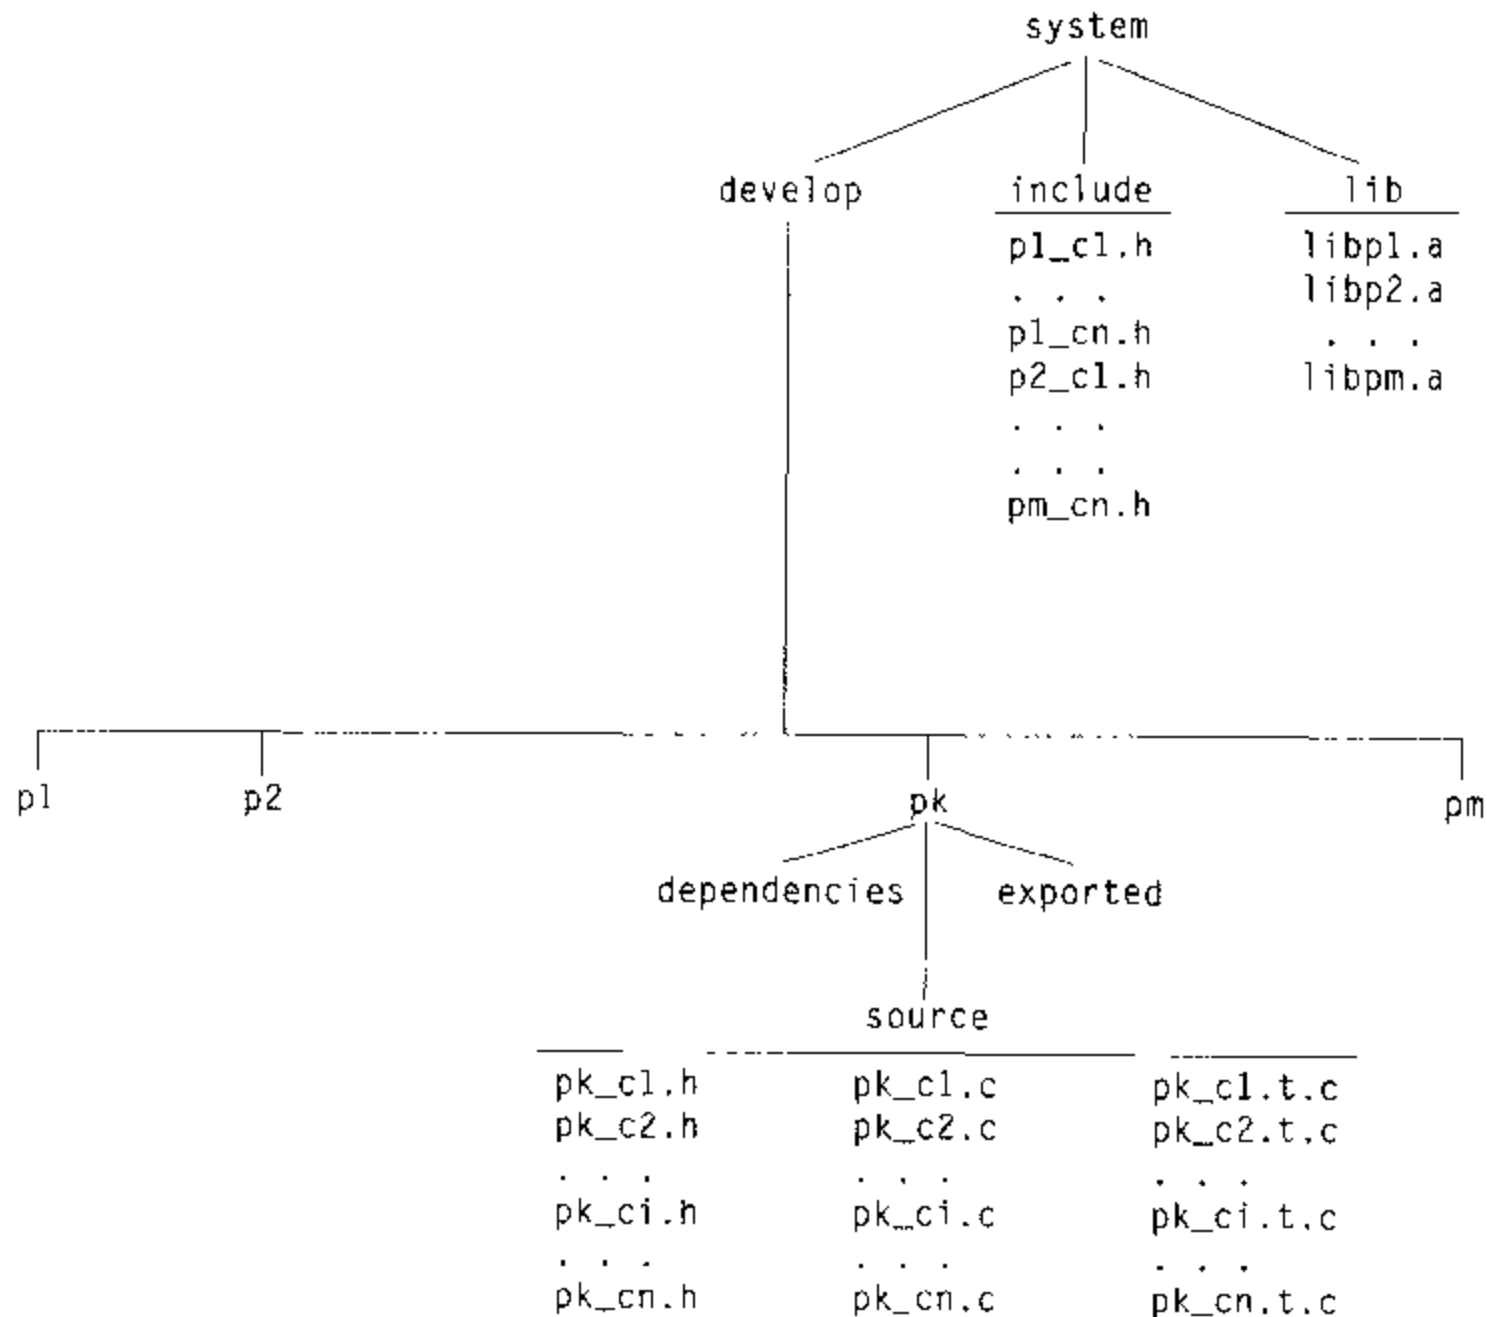 system
develop include lib
p1_c1.h libp1.a
. . . libp2.a
p1_cn.h . . .
p2_c1.h libpm.a
. . .
. . .
pm_cn.h
p1 p2 pk pm
dependencies exported
source
pk_c1.h pk_c1.c pk_c1.t.c
pk_c2.h pk_c2.c pk_c2.t.c
. . . . . . . . .
pk_ci.h pk_ci.c pk_ci.t.c
. . . . . . . . .
pk_cn.h pk_cn.c pk_cn.t.c